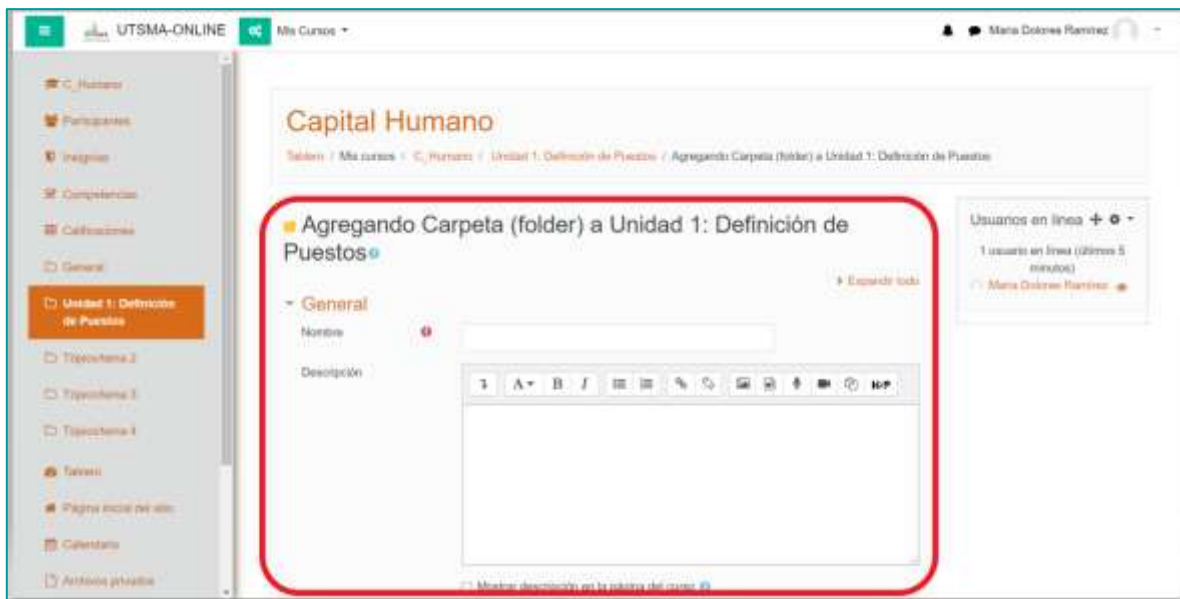 UTSMA-ONLINE
Mis Cursos
Maria Dolores Ramirez
C_Humano
Participantes
Insignias
Competencias
Calificaciones
General
Unidad 1: Definición
de Puestos
Tópico/tema 2
Tópico/tema 3
Tópico/tema 4
Tablero
Página inicial del sitio
Calendario
Archivos privados
Capital Humano
Tablero / Mis cursos / C_Humano / Unidad 1: Definición de Puestos / Agregando Carpeta (folder) a Unidad 1: Definición de Puestos
Agregando Carpeta (folder) a Unidad 1: Definición de
Puestos
Expandir todo
General
Nombre
Descripción
A B I
H-P
Mostrar descripción en la página del curso
Usuarios en línea
1 usuario en línea (últimos 5
minutos)
Maria Dolores Ramirez